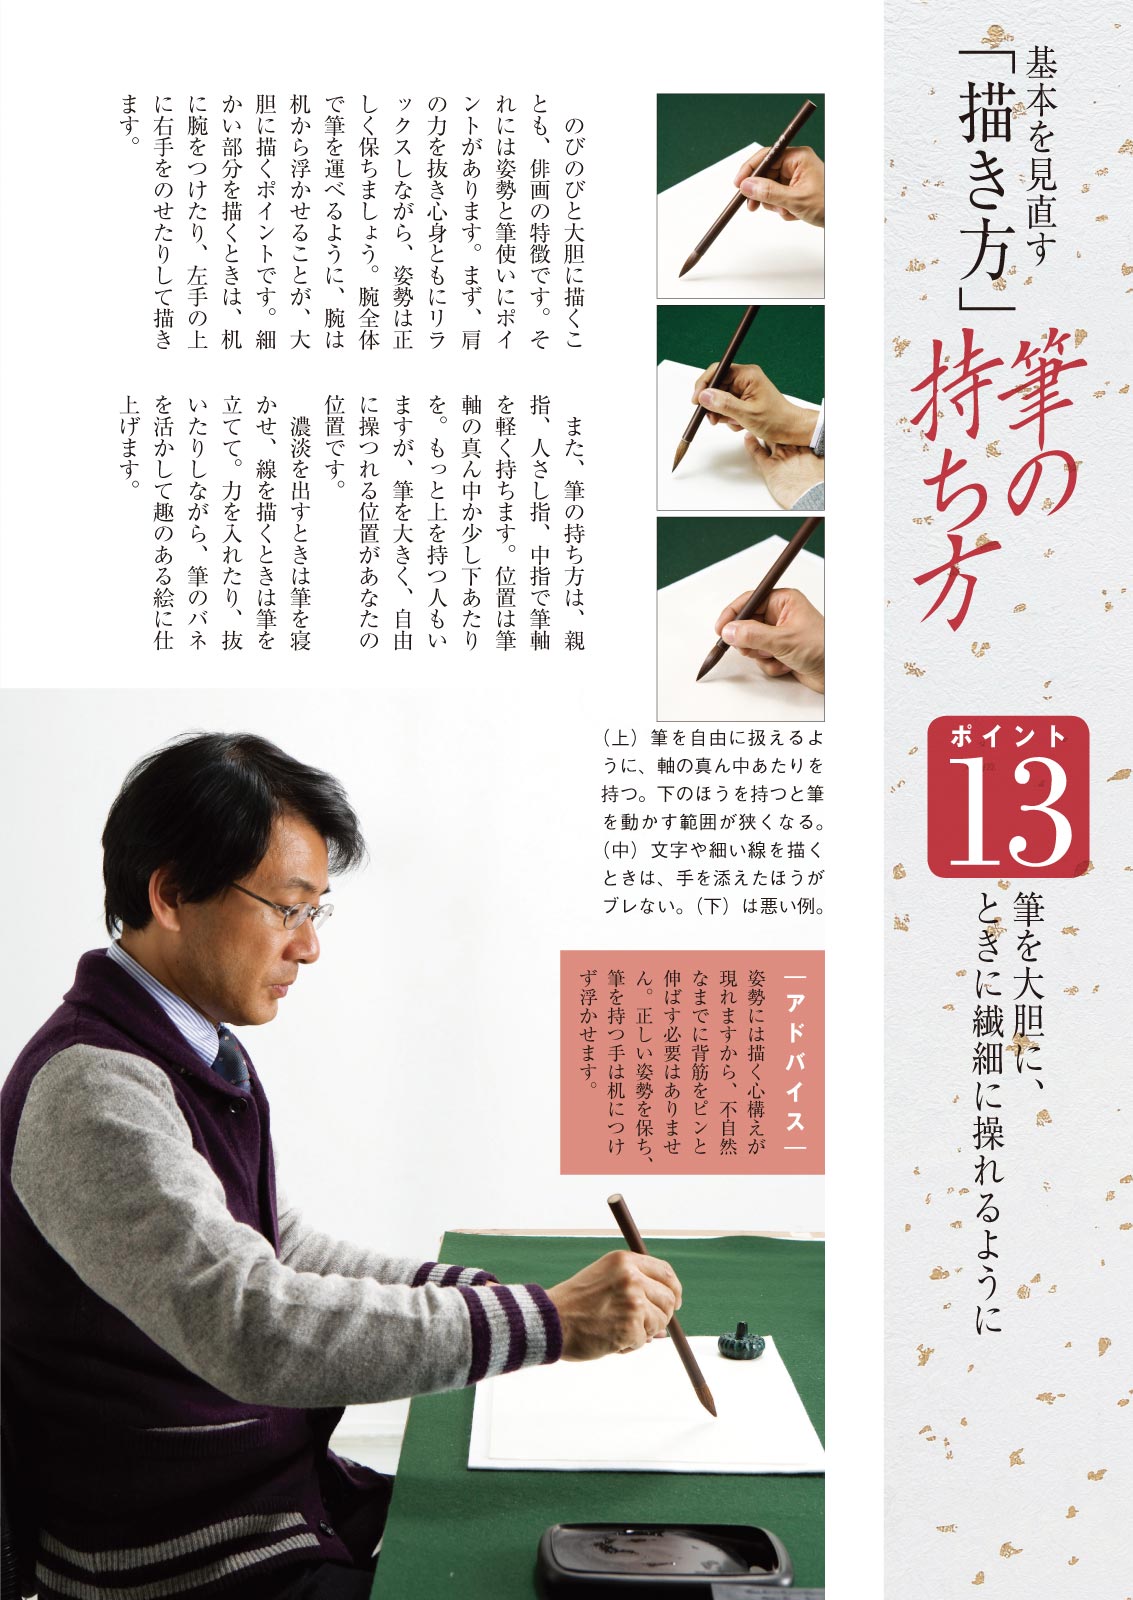 基本を見直す
「描き方」
筆の
持ち方
ポイント
13
筆を大胆に、
ときに繊細に操れるように
のびのびと大胆に描くこ
とも、俳画の特徴です。そ
れには姿勢と筆使いにポイ
ントがあります。まず、肩
の力を抜き心身ともにリラ
ックスしながら、姿勢は正
しく保ちましょう。腕全体
で筆を運べるように、腕は
机から浮かせることが、大
胆に描くポイントです。細
かい部分を描くときは、机
に腕をつけたり、左手の上
に右手をのせたりして描き
ます。
また、筆の持ち方は、親
指、人さし指、中指で筆軸
を軽く持ちます。位置は筆
軸の真ん中か少し下あたり
を。もっと上を持つ人もい
ますが、筆を大きく、自由
に操つれる位置があなたの
位置です。
濃淡を出すときは筆を寝
かせ、線を描くときは筆を
立てて。力を入れたり、抜
いたりしながら、筆のバネ
を活かして趣のある絵に仕
上げます。
（上）筆を自由に扱えるよ
うに、軸の真ん中あたりを
持つ。下のほうを持つと筆
を動かす範囲が狭くなる。
（中）文字や細い線を描く
ときは、手を添えたほうが
ブレない。（下）は悪い例。
アドバイス
姿勢には描く心構えが
現れますから、不自然
なまでに背筋をピンと
伸ばす必要はありませ
ん。正しい姿勢を保ち、
筆を持つ手は机につけ
ず浮かせます。